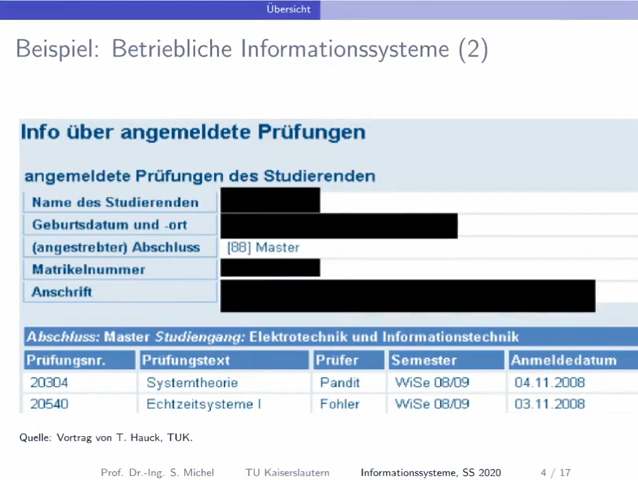 Übersicht
Beispiel: Betriebliche Informationssysteme (2)
Info über angemeldete Prüfungen
angemeldete Prüfungen des Studierenden
Name des Studierenden
Geburtsdatum und -ort
(angestrebter) Abschluss [88] Master
Matrikelnummer
Anschrift
Abschluss: Master Studiengang: Elektrotechnik und Informationstechnik
Prüfungsnr. Prüfungstext Prüfer Semester Anmeldedatum
20304 Systemtheorie Pandit WiSe 08/09 04.11.2008
20540 Echtzeitsysteme I Fohler WiSe 08/09 03.11.2008
Quelle: Vortrag von T. Hauck, TUK.
Prof. Dr.-Ing. S. Michel TU Kaiserslautern Informationssysteme, SS 2020 4 / 17